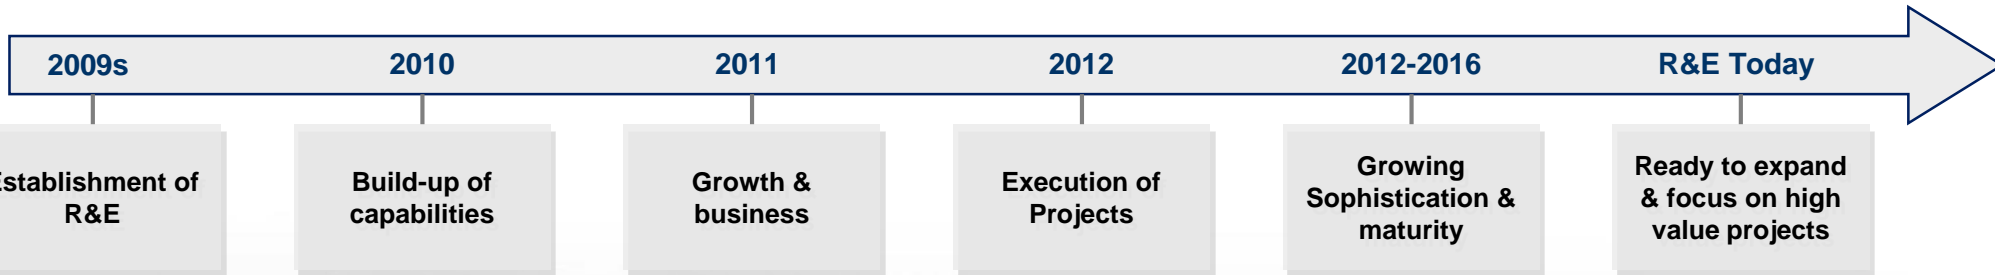 2009s
2010
2011
2012
2012-2016
R&E Today
Establishment of
R&E
Build-up of
capabilities
Growth &
business
Execution of
Projects
Growing
Sophistication &
maturity
Ready to expand
& focus on high
value projects